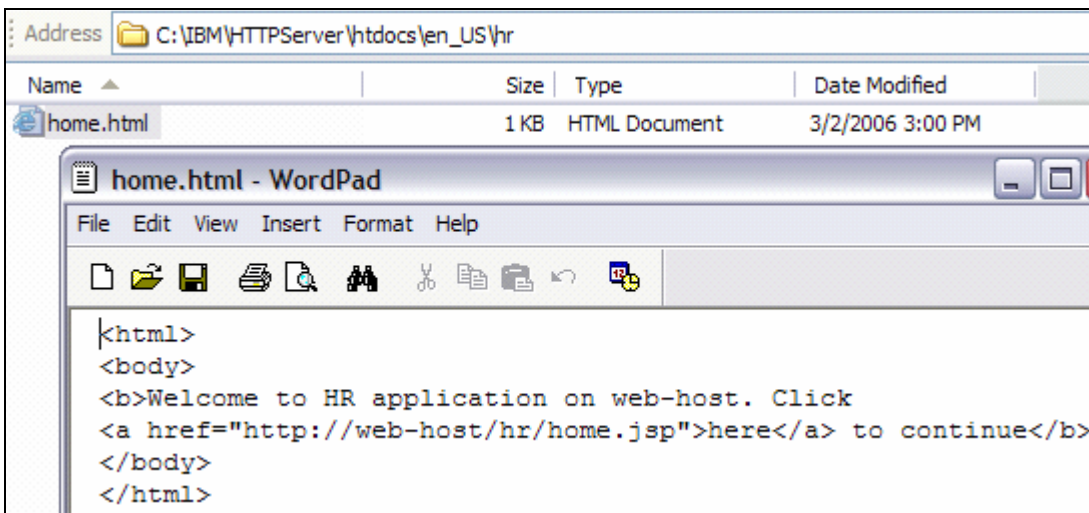 Address C:\IBM\HTTPServer\htdocs\en_US\hr
Name Size Type Date Modified
home.html 1 KB HTML Document 3/2/2006 3:00 PM
home.html - WordPad
File Edit View Insert Format Help
<html>
<body>
<b>Welcome to HR application on web-host. Click
<a href="http://web-host/hr/home.jsp">here</a> to continue</b>
</body>
</html>